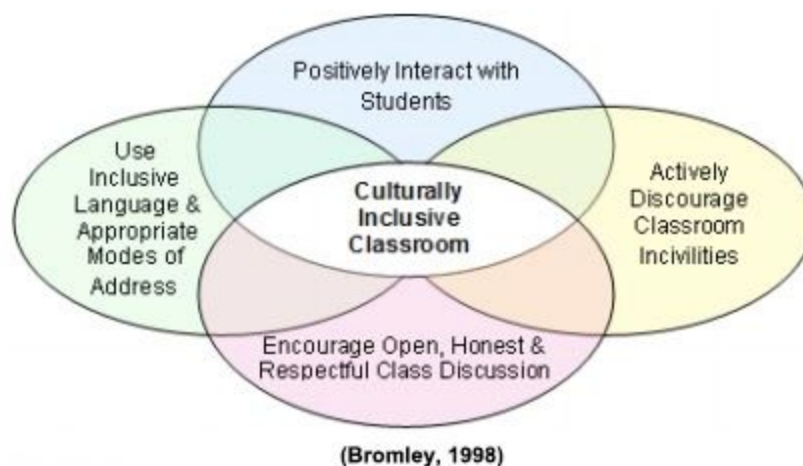 Positively Interact with
Students
Use
Inclusive
Language &
Appropriate
Modes of
Address
Culturally
Inclusive
Classroom
Actively
Discourage
Classroom
Incivilities
Encourage Open, Honest &
Respectful Class Discussion
(Bromley, 1998)